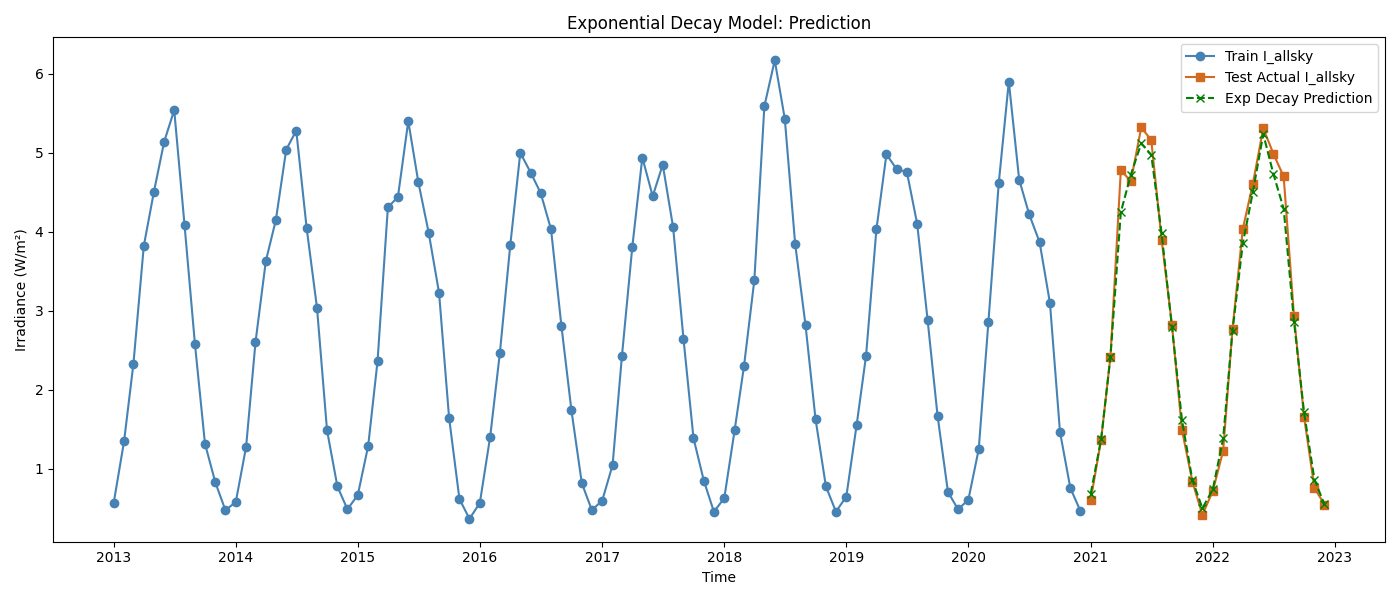 Exponential Decay Model: Prediction
Train I_allsky
Test Actual I_allsky
Exp Decay Prediction
Irradiance (W/m²)
6
5
4
3
2
1
2013 2014 2015 2016 2017 2018 2019 2020 2021 2022 2023
Time